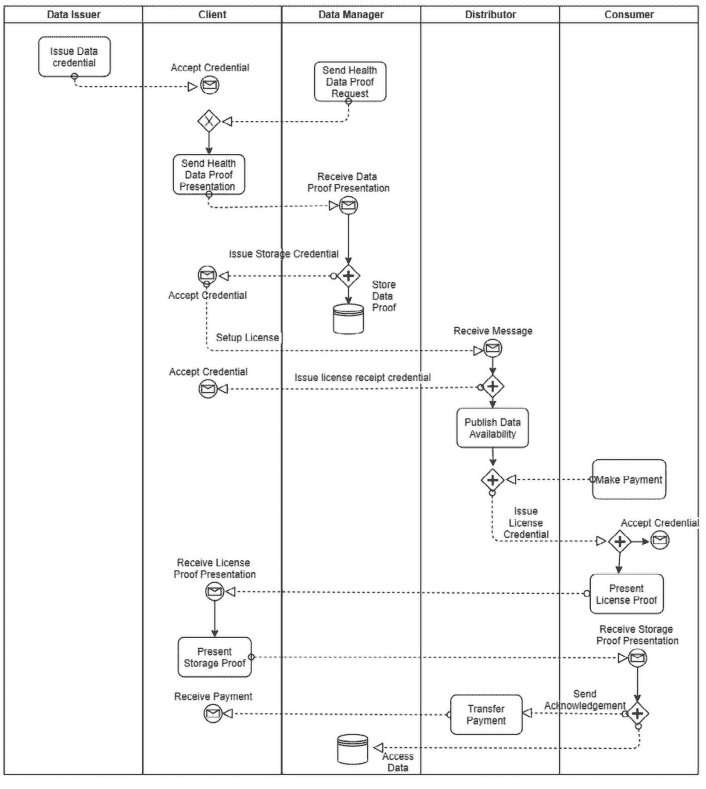 Data Issuer
Client
Data Manager
Distributor
Consumer
Issue Data
credential
Accept Credential
Send Health
Data Proof
Request
X
Send Health
Data Proof
Presentation
Receive Data
Proof Presentation
Issue Storage Credential
Accept Credential
Store
Data
Proof
Setup License
Receive Message
Accept Credential
Issue license receipt credential
Publish Data
Availability
Make Payment
Issue
License
Credential
Accept Credential
Receive License
Proof Presentation
Present
License Proof
Receive Storage
Proof Presentation
Present
Storage Proof
Receive Payment
Transfer
Payment
Send
Acknowledgement
Access
Data